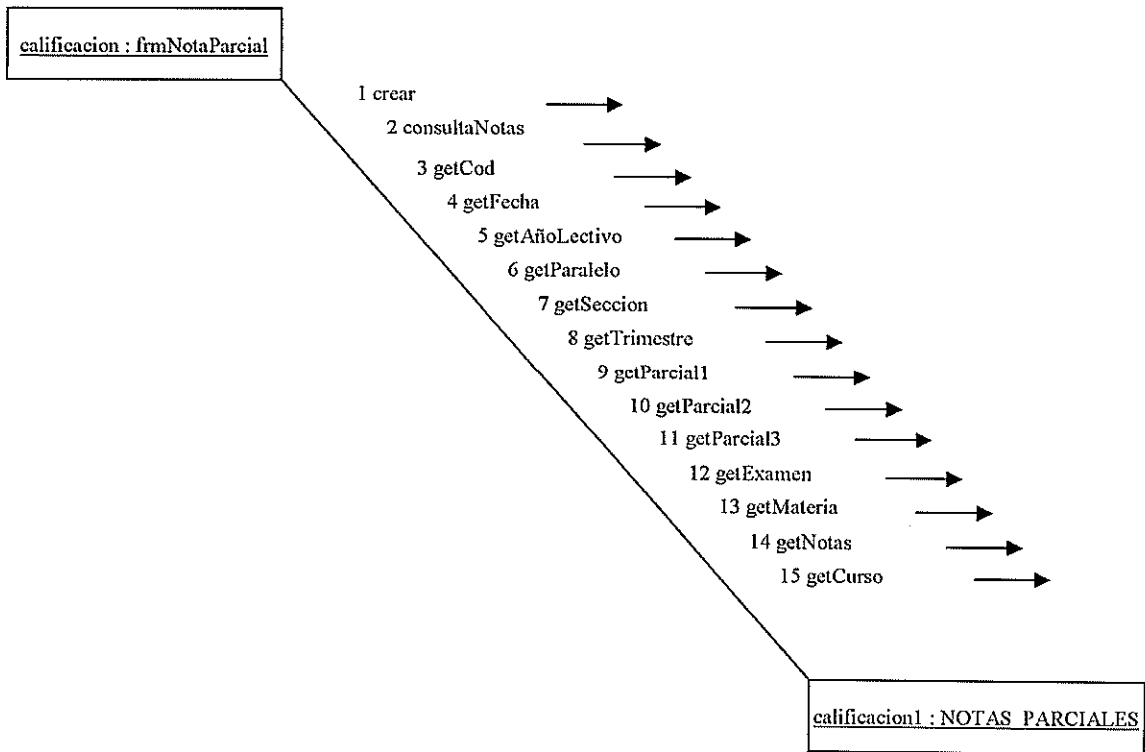 calificacion : frmNotaParcial
1 crear
2 consultaNotas
3 getCod
4 getFecha
5 getAñoLectivo
6 getParalelo
7 getSeccion
8 getTrimestre
9 getParcial1
10 getParcial2
11 getParcial3
12 getExamen
13 getMateria
14 getNotas
15 getCurso
calificacion1 : NOTAS_PARCIALES